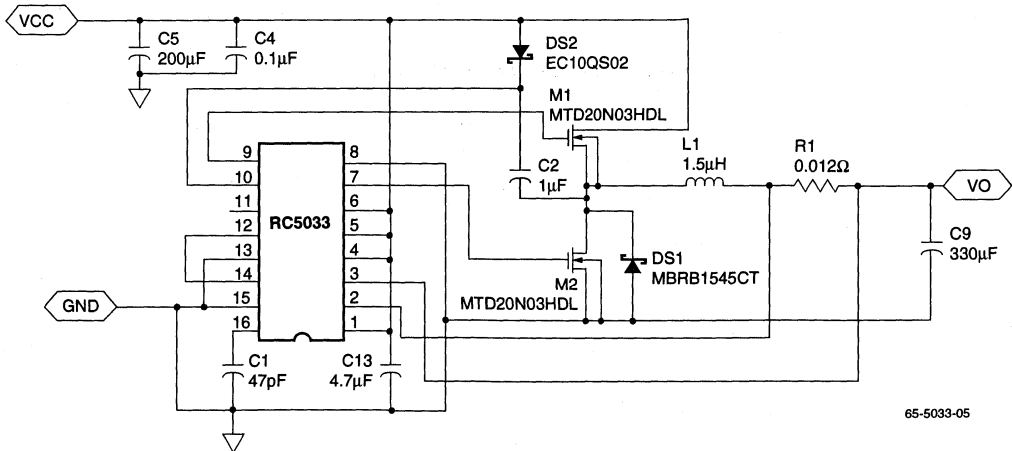 VCC
C5
200μF
C4
0.1μF
DS2
EC10QS02
M1
MTD20N03HDL
L1
1.5μH
R1
0.012Ω
VO
C2
1μF
C9
330μF
RC5033
9
10
11
12
13
14
15
16
8
7
6
5
4
3
2
1
DS1
MBRB1545CT
M2
MTD20N03HDL
GND
C1
47pF
C13
4.7μF
65-5033-05